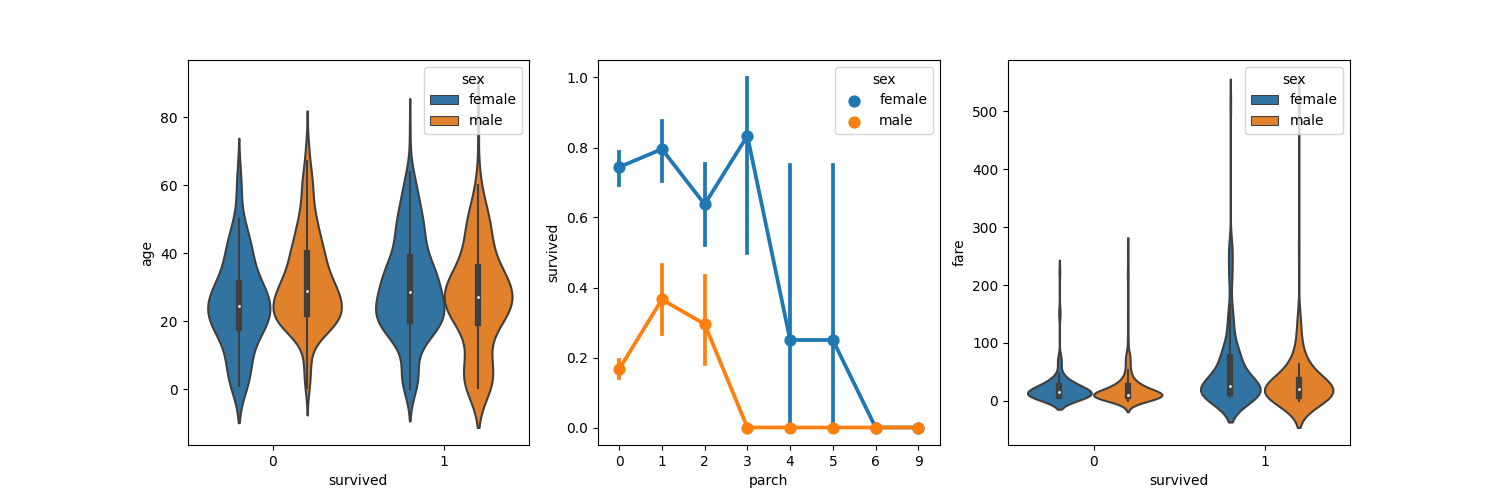 age
80
60
40
20
0
sex
female
male
0 1
survived
survived
1.0
0.8
0.6
0.4
0.2
0.0
sex
female
male
0 1 2 3 4 5 6 9
parch
fare
500
400
300
200
100
0
sex
female
male
0 1
survived